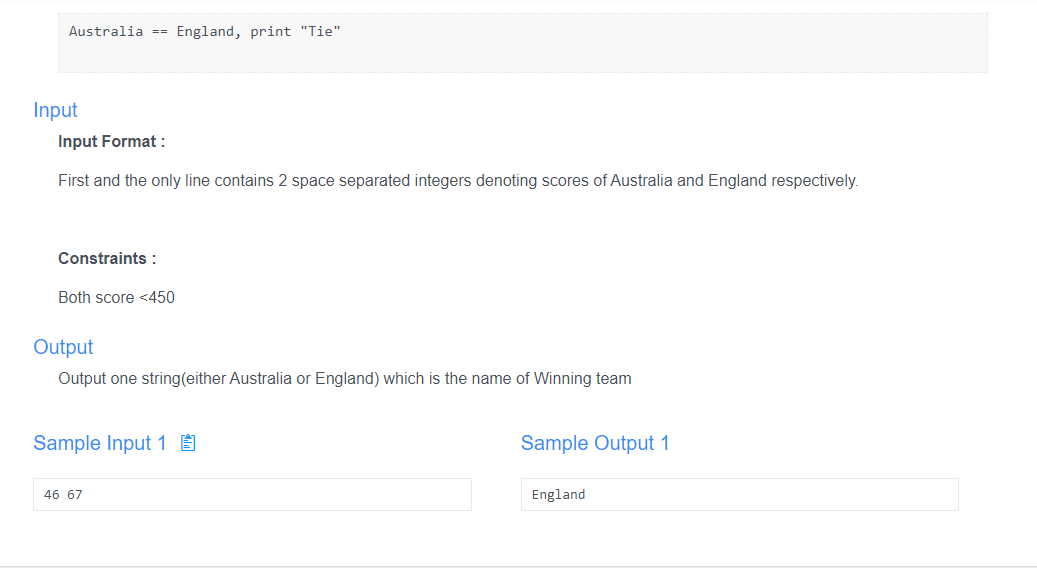 Australia == England, print "Tie"
Input
Input Format :
First and the only line contains 2 space separated integers denoting scores of Australia and England respectively.
Constraints :
Both score <450
Output
Output one string(either Australia or England) which is the name of Winning team
Sample Input 1
46 67
Sample Output 1
England